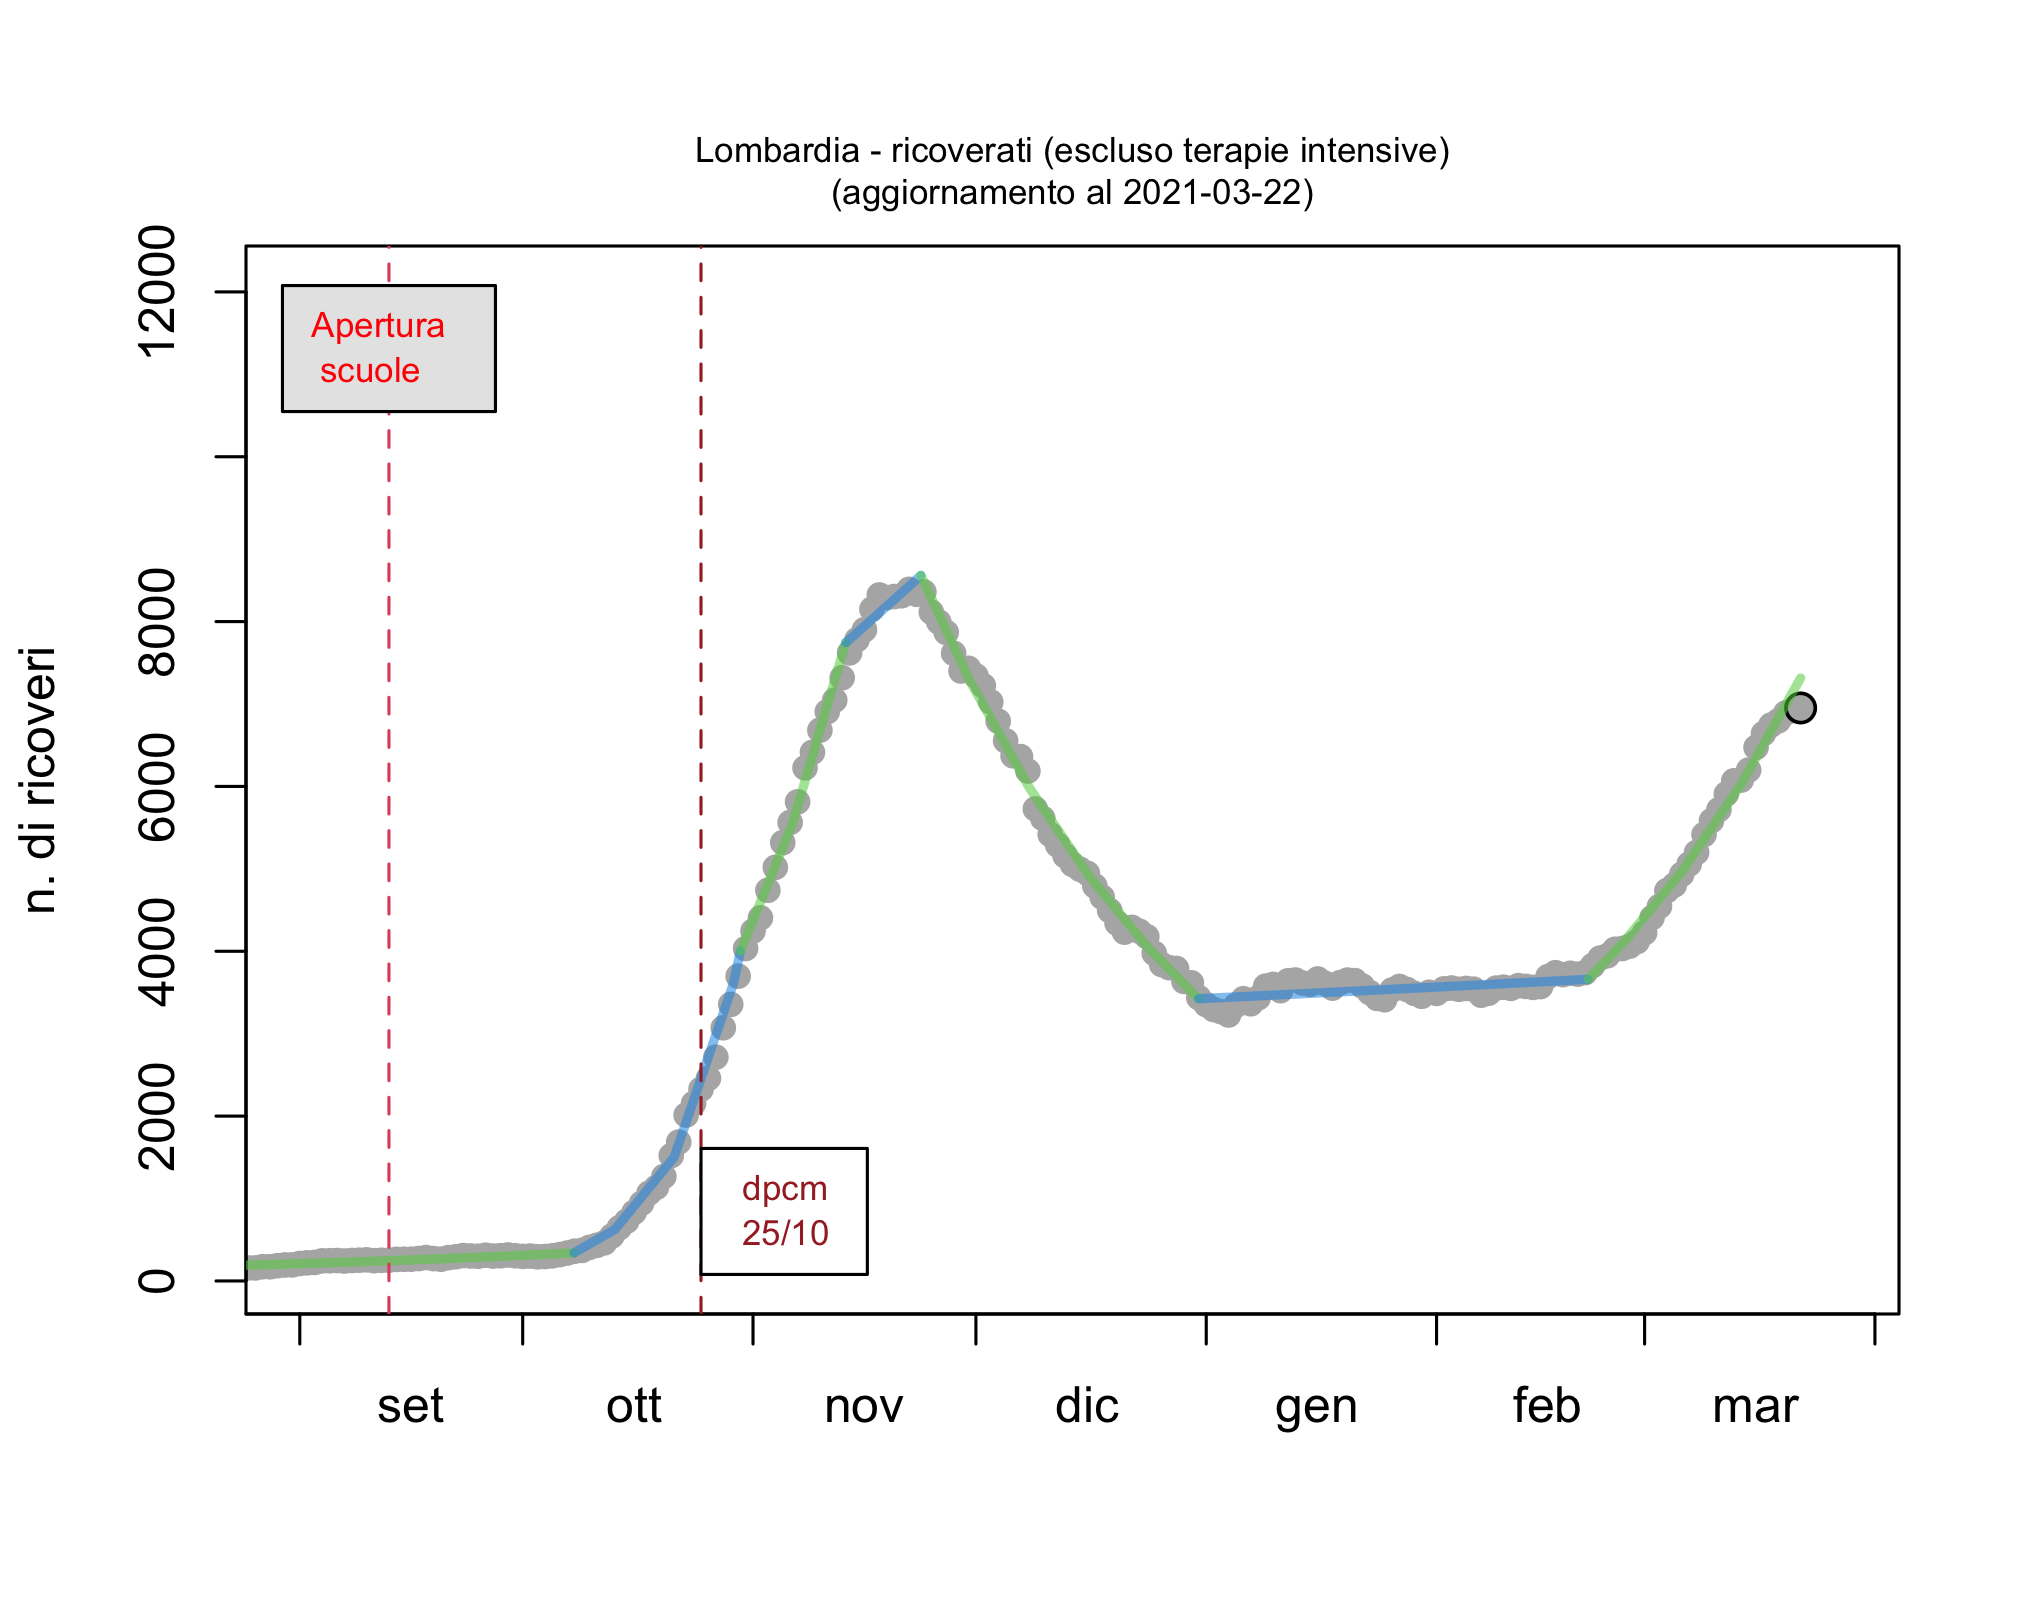 Lombardia - ricoverati (escluso terapie intensive)
(aggiornamento al 2021-03-22)
n. di ricoveri
12000
8000
6000
4000
2000
0
Apertura
scuole
dpcm
25/10
set ott nov dic gen feb mar